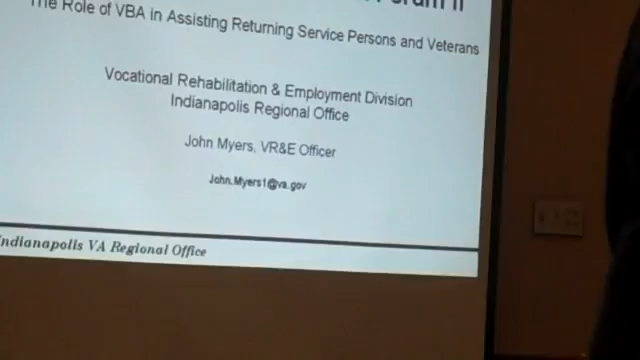 The Role of VBA in Assisting Returning Service Persons and Veterans
Vocational Rehabilitation & Employment Division
Indianapolis Regional Office
John Myers, VR&E Officer
John.Myers1@va.gov
Indianapolis VA Regional Office